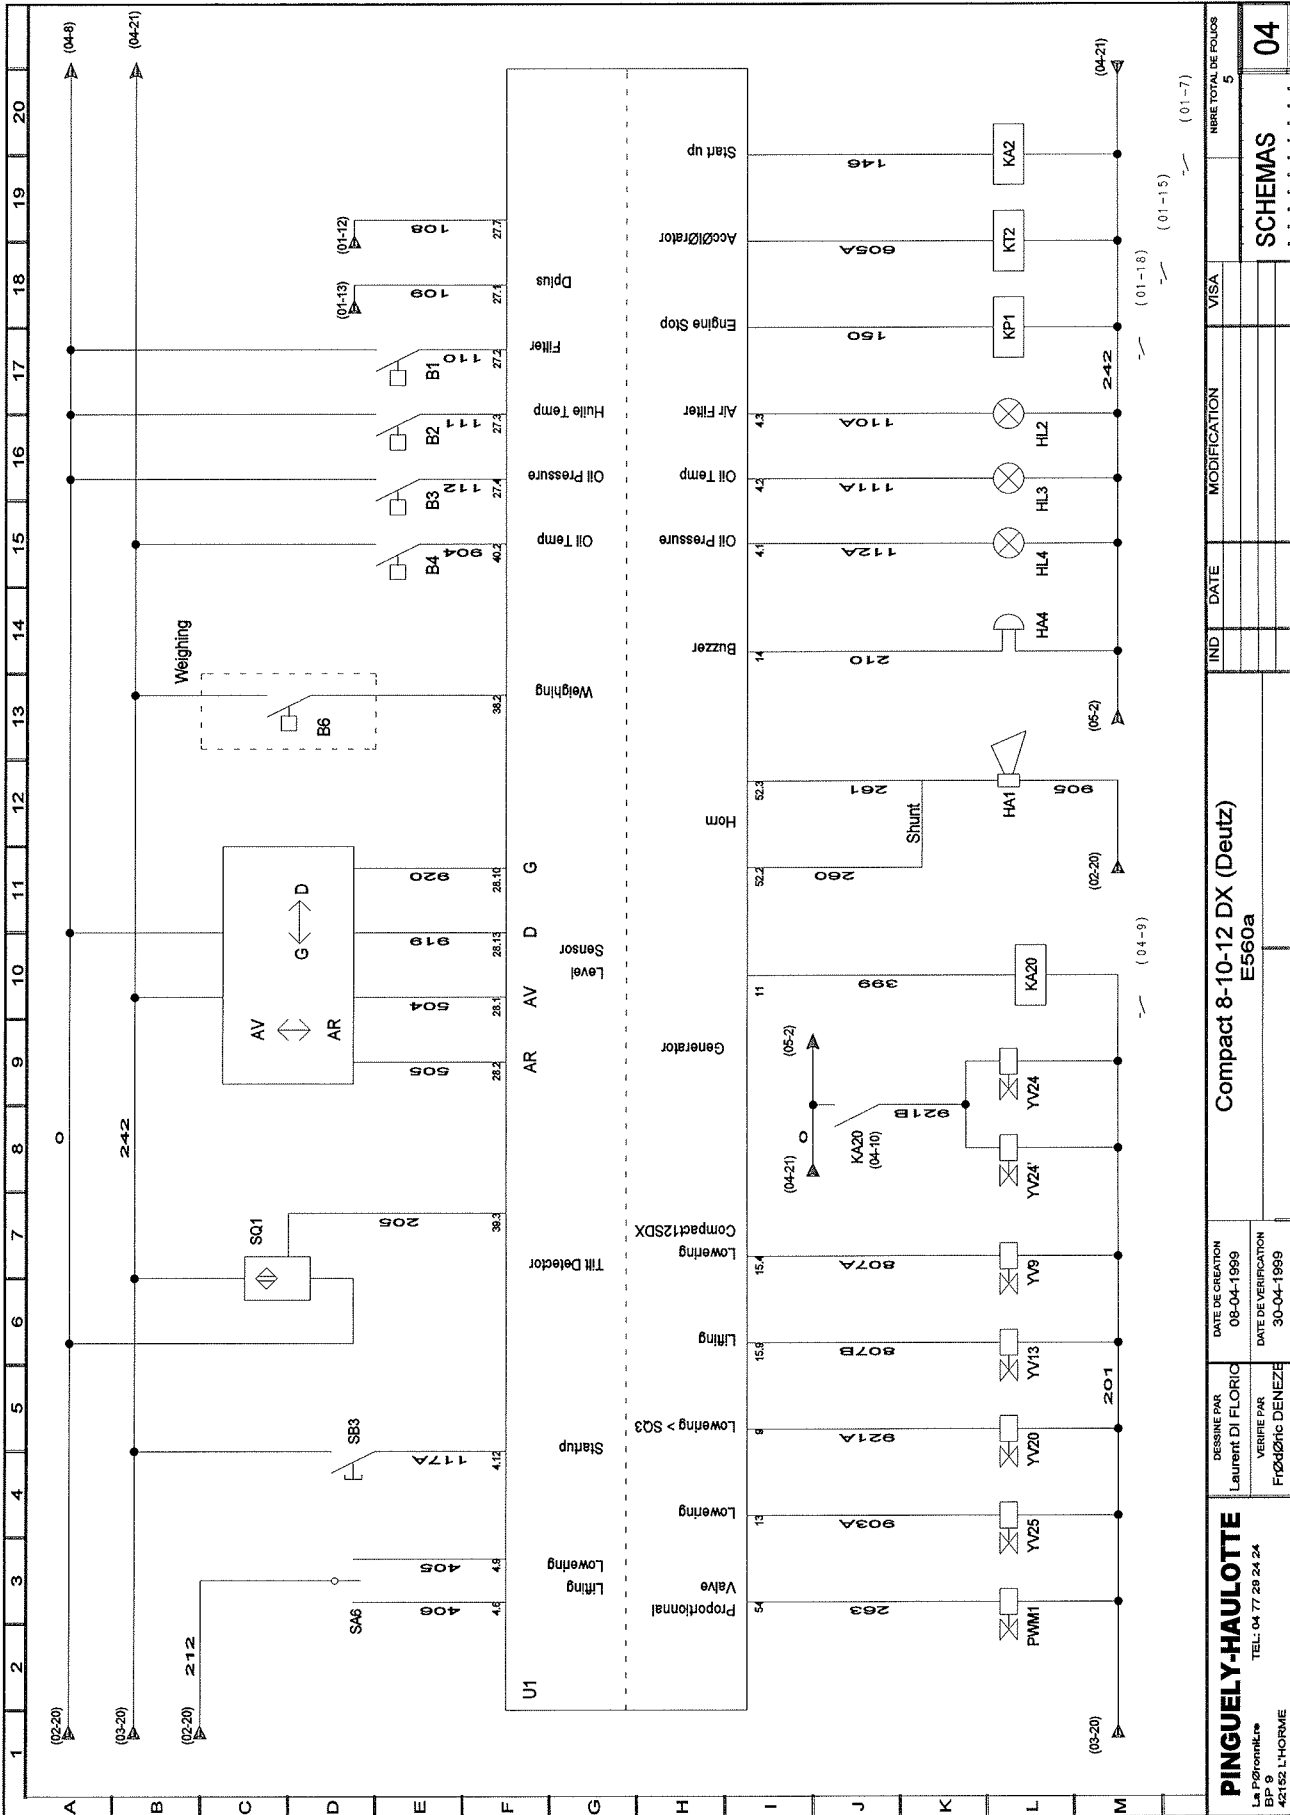 1 2 3 4 5 6 7 8 9 10 11 12 13 14 15 16 17 18 19 20
A
B
C
D
E
F
G
H
I
J
K
L
M
(02-20)
0
(04-8)
(03-20)
242
(04-21)
(02-20)
212
SA6
SB3
SQ1
AV
AR
G
D
Weighing
B6
B4
B3
B2
B1
(01-13)
(01-12)
406
405
117A
205
505
504
919
920
904
112
111
110
109
108
4.6
4.9
4.12
39.3
28.2
28.1
28.13
28.10
38.2
40.2
27.4
27.3
27.2
27.1
27.7
U1
Lifting
Lowering
Startup
Tilt Detector
AR
AV
D
G
Level
Sensor
Weighing
Oil Temp
Oil Pressure
Huile Temp
Filter
Dplus
Proportionnal
Valve
Lowering
Lowering > SQ3
Lifting
Lowering
Compact12SDX
Generator
Horn
Buzzer
Oil Pressure
Oil Temp
Air Filter
Engine Stop
AccØlØrator
Start up
54
13
9
15.9
15.4
11
52.2
52.3
14
4.1
4.2
4.3
263
903A
921A
807B
807A
(04-21)
0
(05-2)
KA20
(04-10)
921B
399
260
261
Shunt
210
112A
111A
110A
150
605A
146
PWM1
YV25
YV20
YV13
YV9
YV24'
YV24
KA20
HA1
905
HA4
HL4
HL3
HL2
KP1
KT2
KA2
(03-20)
201
(02-20)
(05-2)
242
(04-21)
(04-9)
(01-18)
(01-15)
(01-7)
PINGUELY-HAULOTTE
La PØronniŁre
BP 9
42152 L'HORME
TEL: 04 77 29 24 24
DESSINE PAR
Laurent DI FLORIO
VERIFIE PAR
FrØdØric DENEZE
DATE DE CREATION
08-04-1999
DATE DE VERIFICATION
30-04-1999
Compact 8-10-12 DX (Deutz)
E560a
IND
DATE
MODIFICATION
VISA
NBRE TOTAL DE FOLIOS
5
SCHEMAS
04